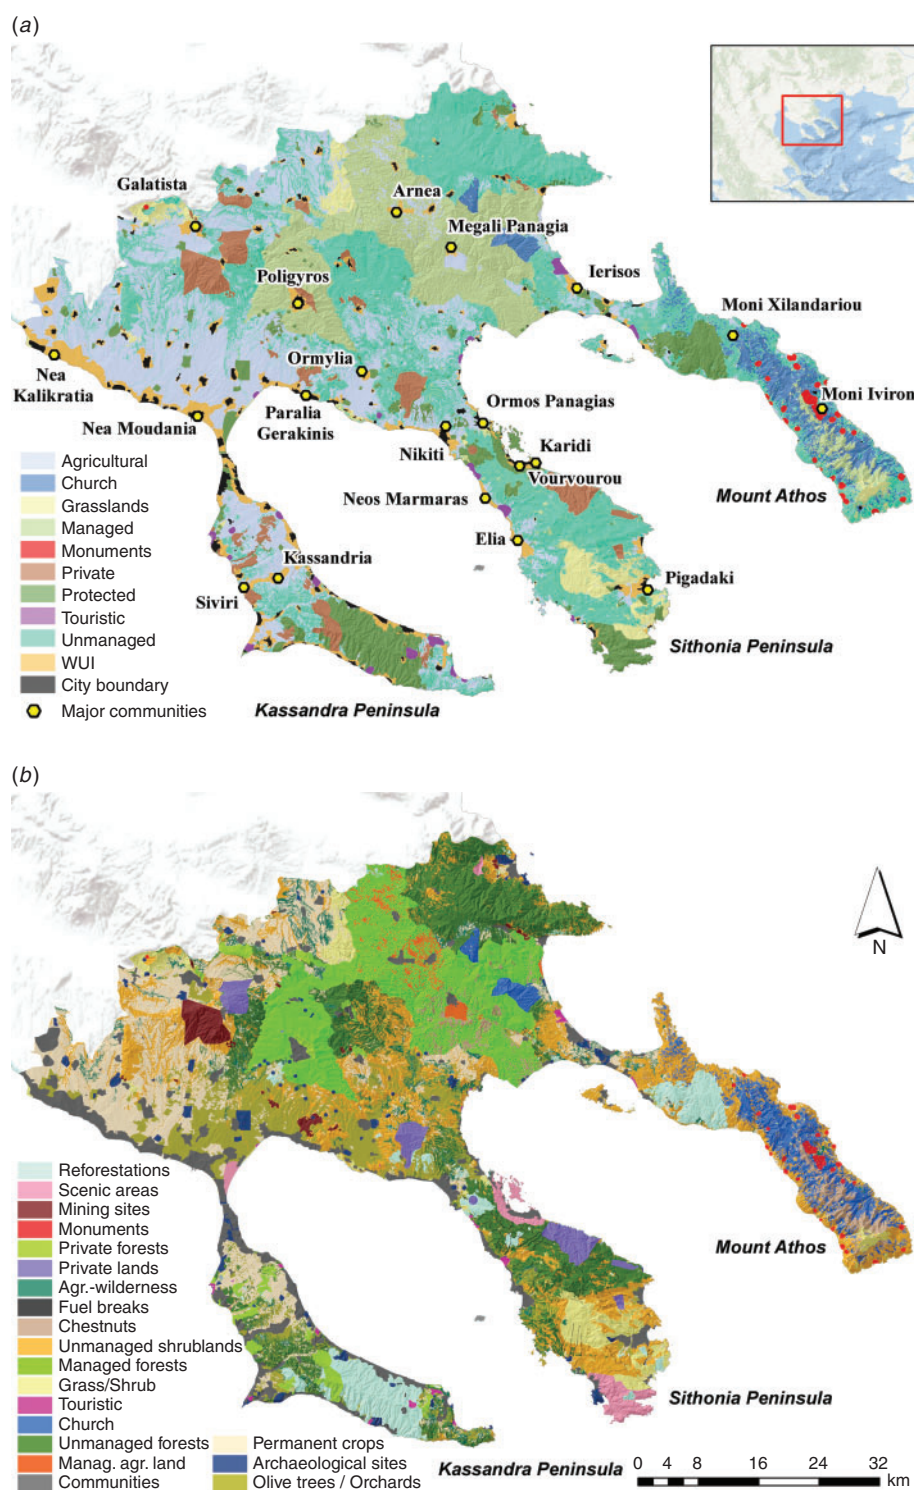 (a)
Galatista
Arnea
Megali Panagia
Poligyros
Ierisos
Moni Xilandariou
Ormylia
Nea
Kalikratia
Paralia
Gerakinis
Ormos Panagias
Moni Iviron
Nea Moudania
Nikiti
Karidi
Vourvourou
Mount Athos
Neos Marmaras
Elia
Kassandria
Siviri
Pigadaki
Sithonia Peninsula
Kassandra Peninsula
Agricultural
Church
Grasslands
Managed
Monuments
Private
Protected
Touristic
Unmanaged
WUI
City boundary
Major communities
(b)
N
Mount Athos
Sithonia Peninsula
Kassandra Peninsula
Reforestations
Scenic areas
Mining sites
Monuments
Private forests
Private lands
Agr.-wilderness
Fuel breaks
Chestnuts
Unmanaged shrublands
Managed forests
Grass/Shrub
Touristic
Church
Unmanaged forests
Manag. agr. land
Communities
Permanent crops
Archaeological sites
Olive trees / Orchards
0 4 8 16 24 32
km